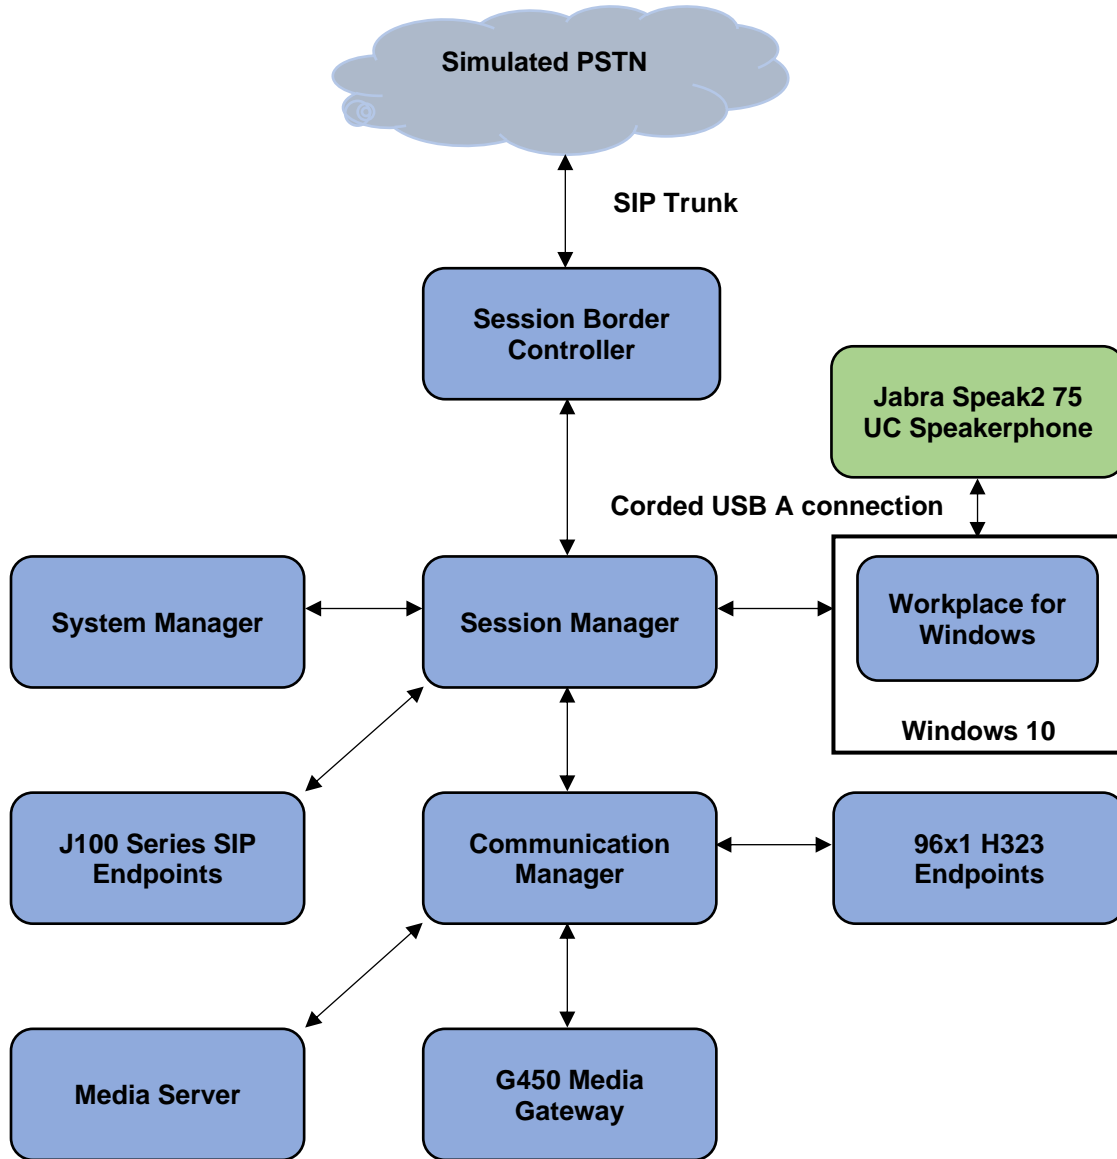 Simulated PSTN
SIP Trunk
Session Border
Controller
Jabra Speak2 75
UC Speakerphone
Corded USB A connection
System Manager
Session Manager
Workplace for
Windows
Windows 10
J100 Series SIP
Endpoints
Communication
Manager
96x1 H323
Endpoints
Media Server
G450 Media
Gateway